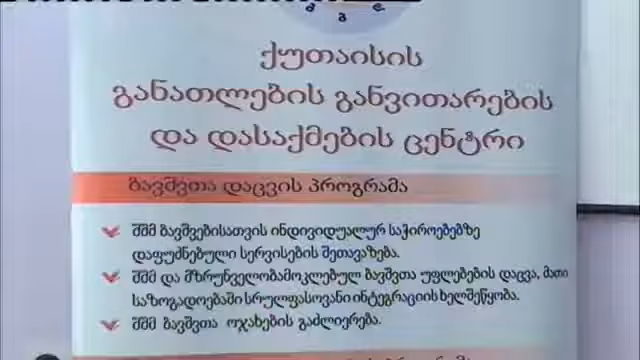 ქუთაისის
განათლების განვითარების
და დასაქმების ცენტრი
ბავშვთა დაცვის პროგრამა
შშმ ბავშვებისათვის ინდივიდუალურ საჭიროებებზე
დაფუძნებული სერვისების შეთავაზება.
შშმ და მზრუნველობამოკლებულ ბავშვთა უფლებების დაცვა, მათი
საზოგადოებაში სრულფასოვანი ინტეგრაციის ხელშეწყობა.
შშმ ბავშვთა ოჯახების გაძლიერება.